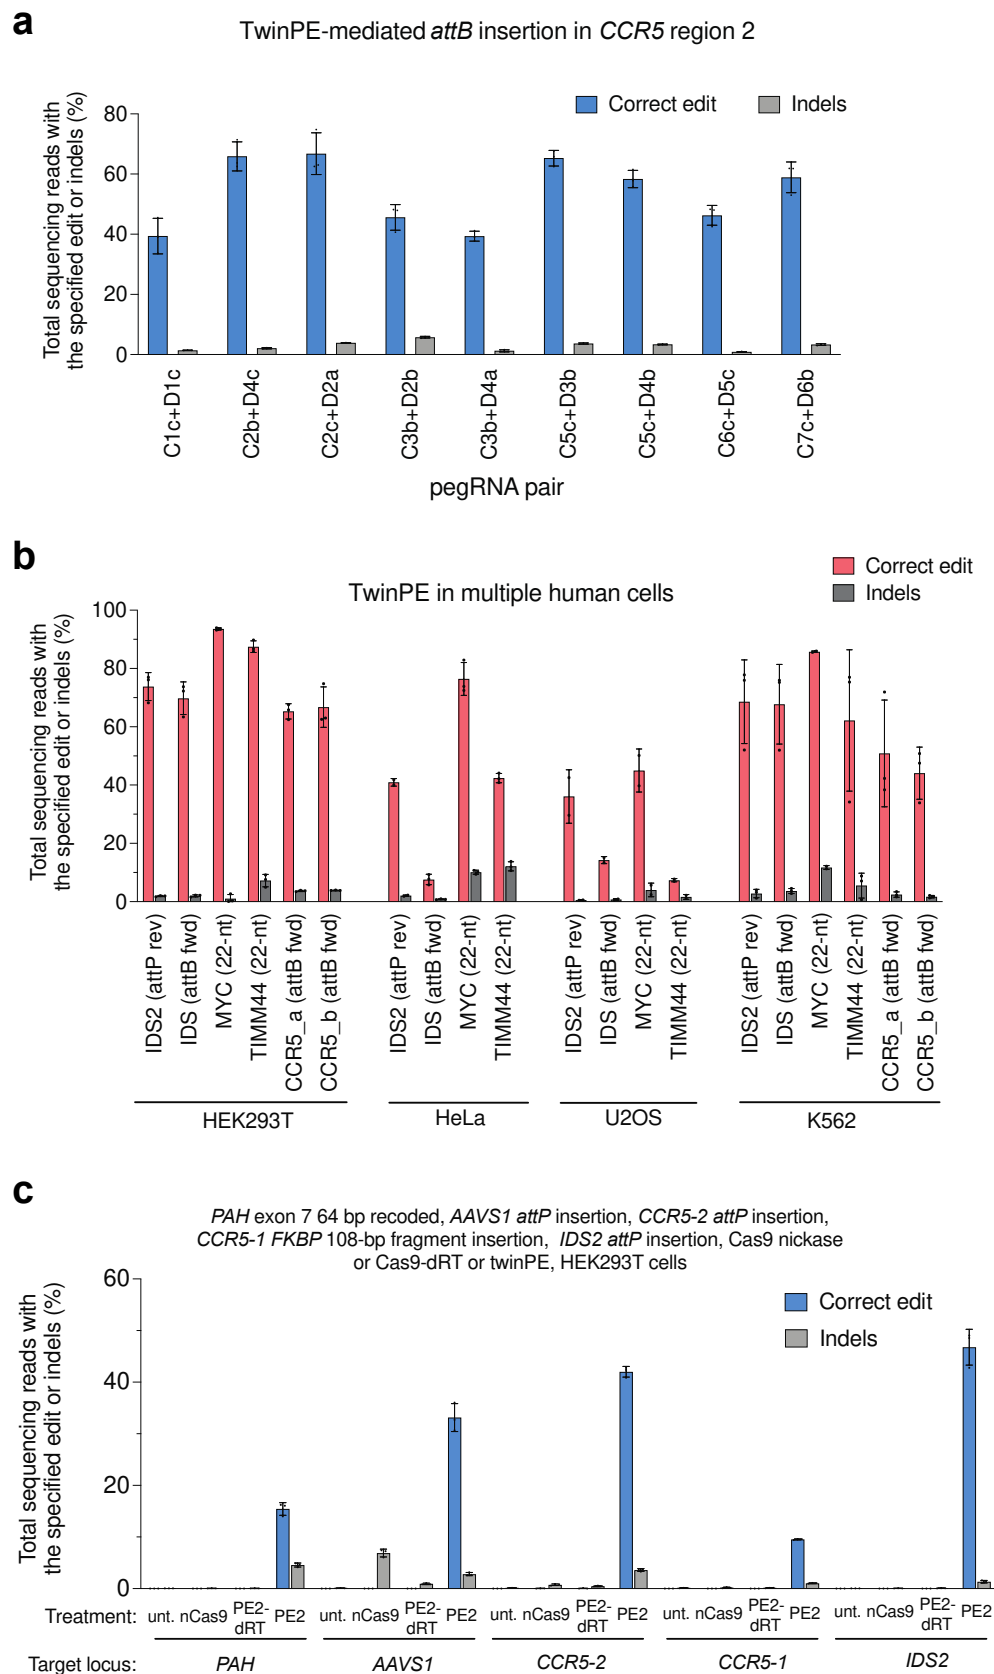 a
TwinPE-mediated attB insertion in CCR5 region 2
Correct edit
Indels
Total sequencing reads with
the specified edit or indels (%)
80
60
40
20
0
C1c+D1c
C2b+D4c
C2c+D2a
C3b+D2b
C3b+D4a
C5c+D3b
C5c+D4b
C6c+D5c
C7c+D6b
pegRNA pair
b
TwinPE in multiple human cells
Correct edit
Indels
Total sequencing reads with
the specified edit or indels (%)
100
80
60
40
20
0
IDS2 (attP rev)
IDS (attB fwd)
MYC (22-nt)
TIMM44 (22-nt)
CCR5_a (attB fwd)
CCR5_b (attB fwd)
IDS2 (attP rev)
IDS (attB fwd)
MYC (22-nt)
TIMM44 (22-nt)
IDS2 (attP rev)
IDS (attB fwd)
MYC (22-nt)
TIMM44 (22-nt)
IDS2 (attP rev)
IDS (attB fwd)
MYC (22-nt)
TIMM44 (22-nt)
CCR5_a (attB fwd)
CCR5_b (attB fwd)
HEK293T
HeLa
U2OS
K562
c
PAH exon 7 64 bp recoded, AAVS1 attP insertion, CCR5-2 attP insertion,
CCR5-1 FKBP 108-bp fragment insertion, IDS2 attP insertion, Cas9 nickase
or Cas9-dRT or twinPE, HEK293T cells
Correct edit
Indels
Total sequencing reads with
the specified edit or indels (%)
60
40
20
0
Treatment: unt. nCas9 PE2-dRT PE2 unt. nCas9 PE2-dRT PE2 unt. nCas9 PE2-dRT PE2 unt. nCas9 PE2-dRT PE2 unt. nCas9 PE2-dRT PE2
Target locus: PAH AAVS1 CCR5-2 CCR5-1 IDS2